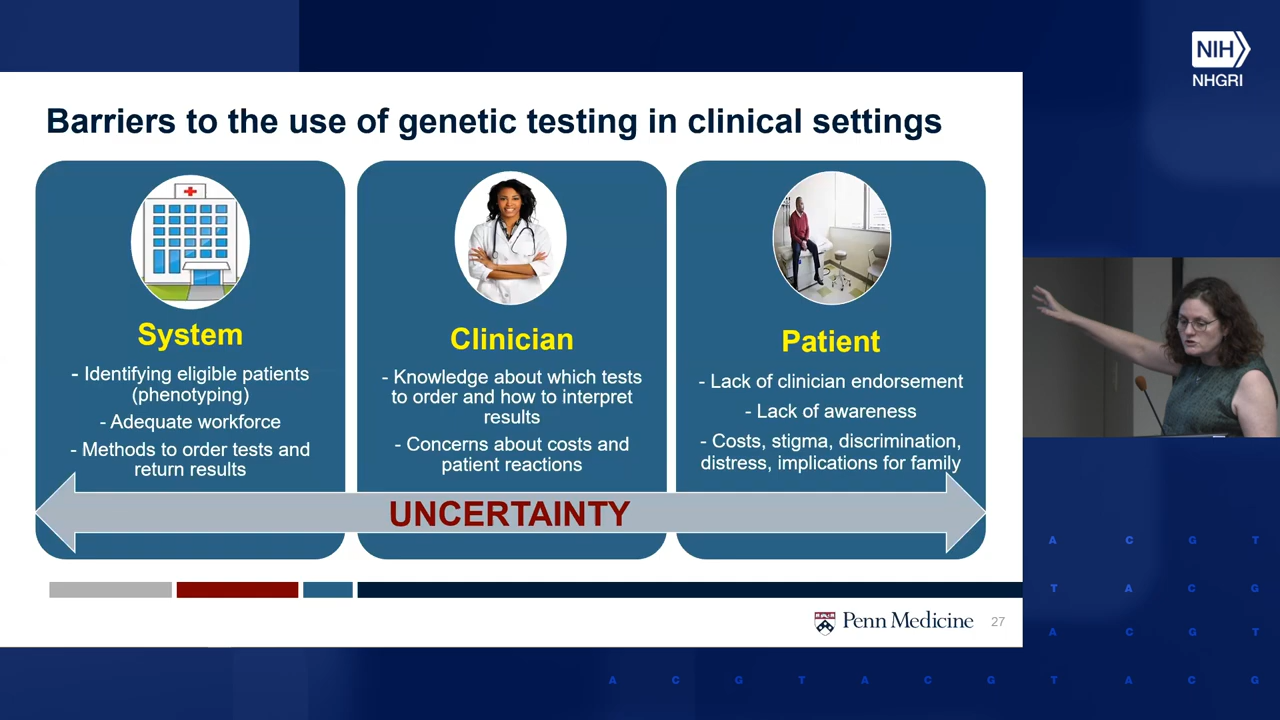 NIH
NHGRI
Barriers to the use of genetic testing in clinical settings
System
- Identifying eligible patients
(phenotyping)
- Adequate workforce
- Methods to order tests and
return results
Clinician
- Knowledge about which tests
to order and how to interpret
results
- Concerns about costs and
patient reactions
Patient
- Lack of clinician endorsement
- Lack of awareness
- Costs, stigma, discrimination,
distress, implications for family
UNCERTAINTY
Penn Medicine
27
A C G T
T A C G
A C G T
A C G T A C G T A C G